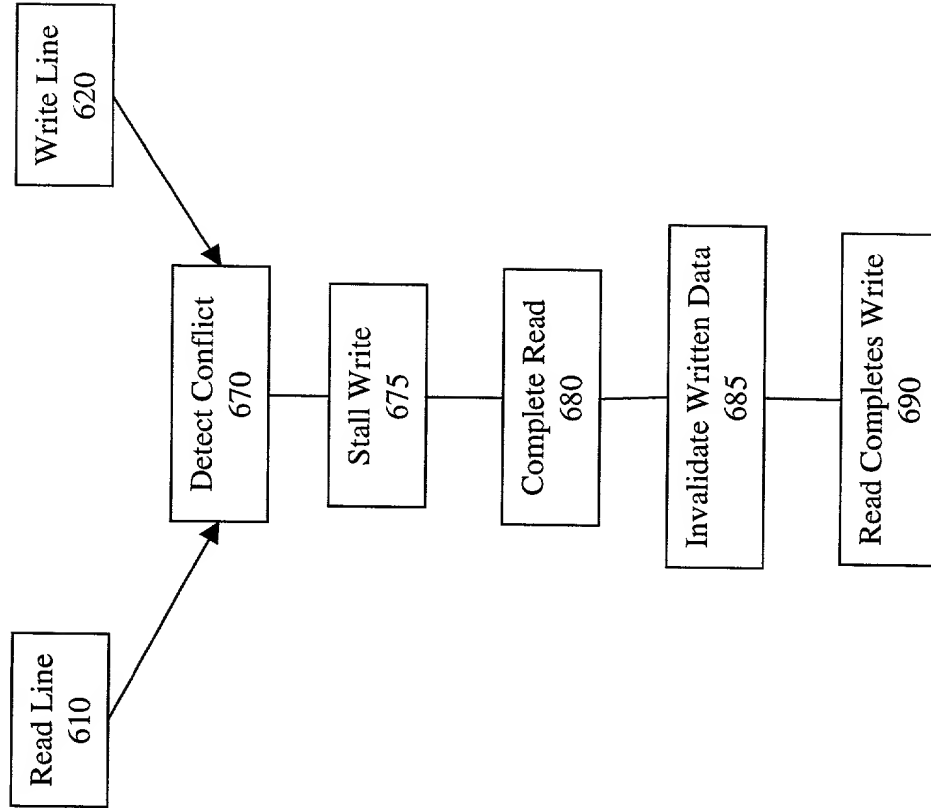 Read Line
610
Write Line
620
Detect Conflict
670
Stall Write
675
Complete Read
680
Invalidate Written Data
685
Read Completes Write
690